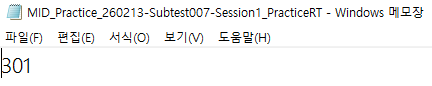 MID_Practice_260213-Subtest007-Session1_PracticeRT - Windows 메모장
파일(F) 편집(E) 서식(O) 보기(V) 도움말(H)
301